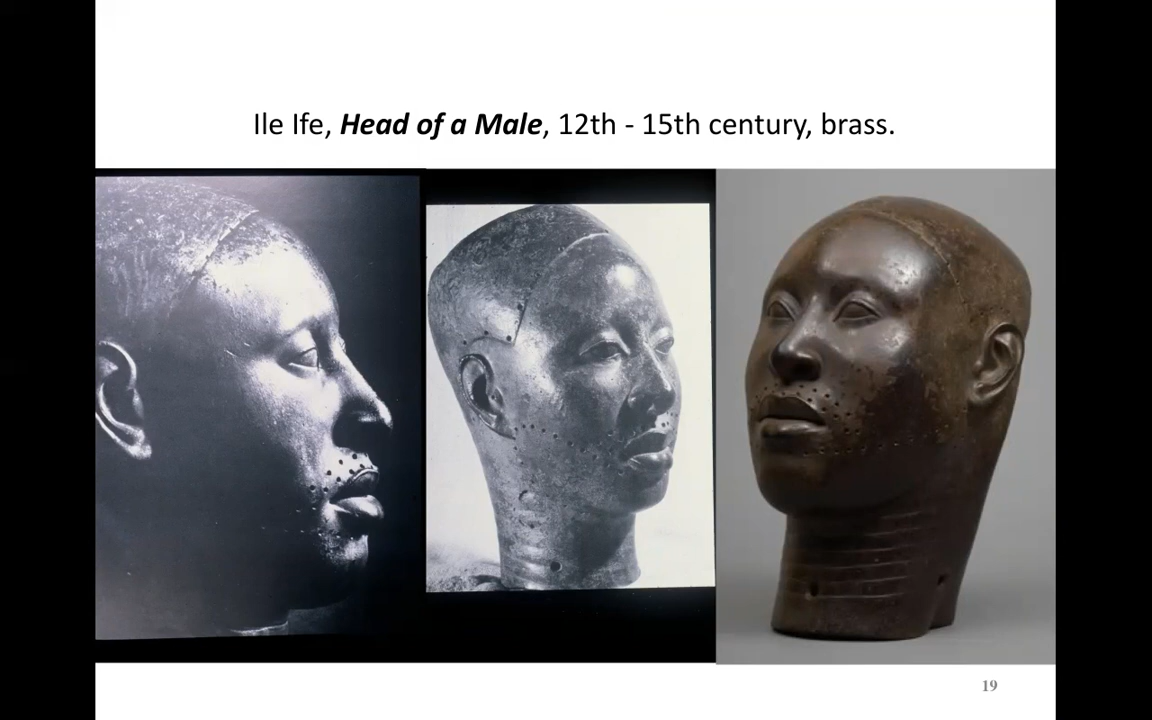 Ile Ife, Head of a Male, 12th - 15th century, brass.
19